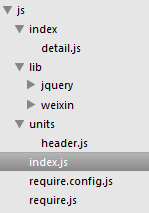 js
index
detail.js
lib
jquery
weixin
units
header.js
index.js
require.config.js
require.js